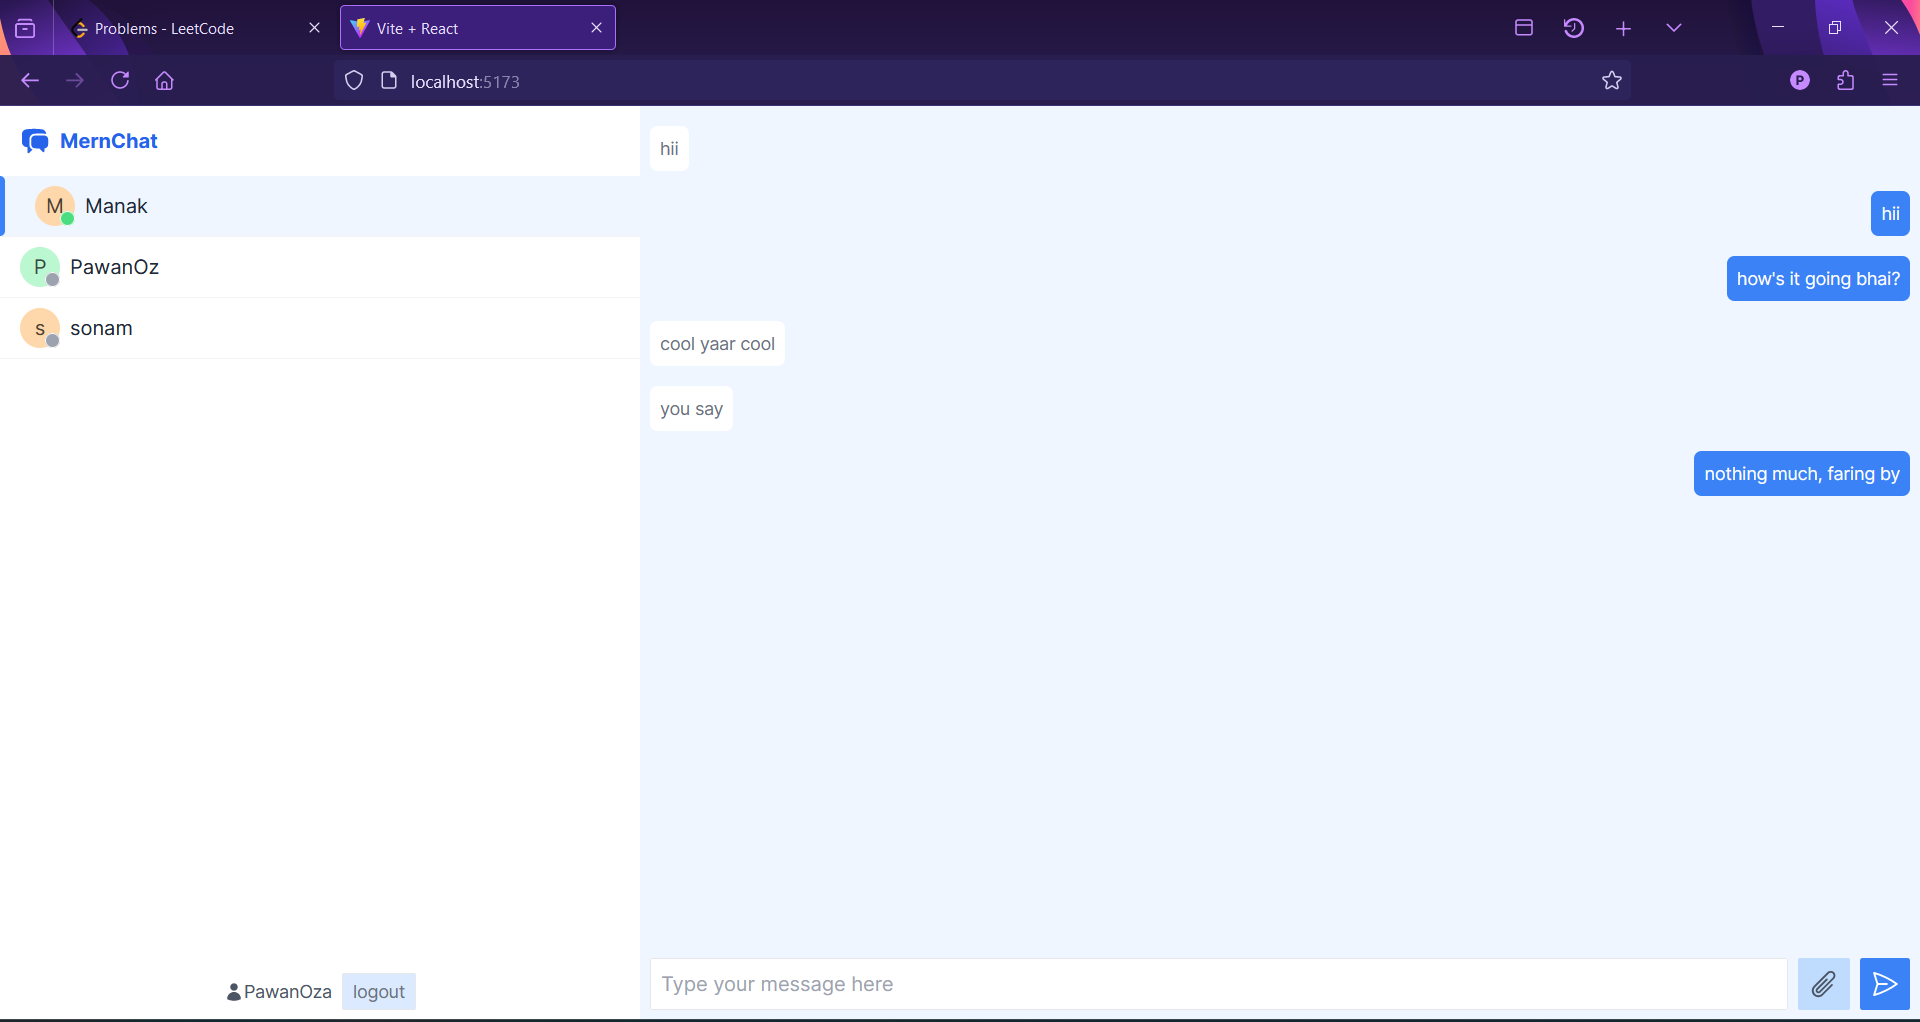 Problems - LeetCode
Vite + React
P
localhost:5173
MernChat
M Manak
P PawanOz
s sonam
hii
hii
how's it going bhai?
cool yaar cool
you say
nothing much, faring by
PawanOza logout
Type your message here